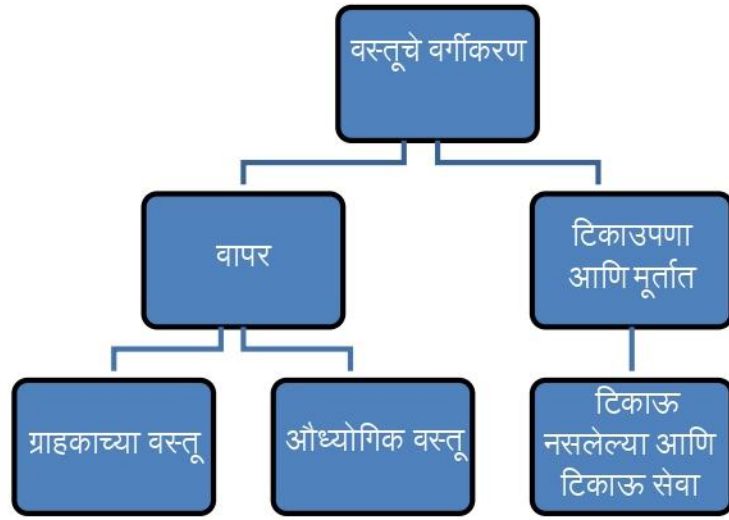 वस्तूचे वर्गीकरण
वापर
टिकाउपणा
आणि मूर्तात
ग्राहकाच्या वस्तू
औध्योगिक वस्तू
टिकाऊ
नसलेल्या आणि
टिकाऊ सेवा